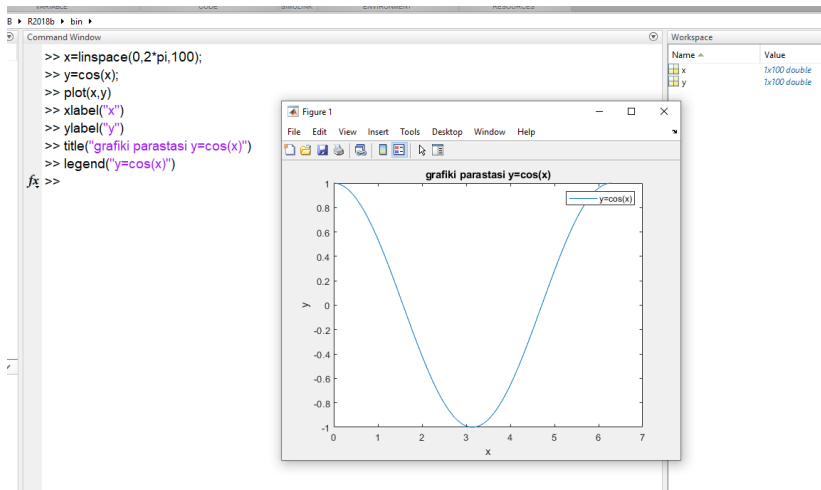 VARIABLE CODE SIMULINK ENVIRONMENT RESOURCES
B ▸ R2018b ▸ bin ▸
Command Window
>> x=linspace(0,2*pi,100);
>> y=cos(x);
>> plot(x,y)
>> xlabel("x")
>> ylabel("y")
>> title("grafiki parastasi y=cos(x)")
>> legend("y=cos(x)")
fx >>
Figure 1
File Edit View Insert Tools Desktop Window Help
grafiki parastasi y=cos(x)
y=cos(x)
1
0.8
0.6
0.4
0.2
0
-0.2
-0.4
-0.6
-0.8
-1
y
0 1 2 3 4 5 6 7
x
Workspace
Name Value
x 1x100 double
y 1x100 double